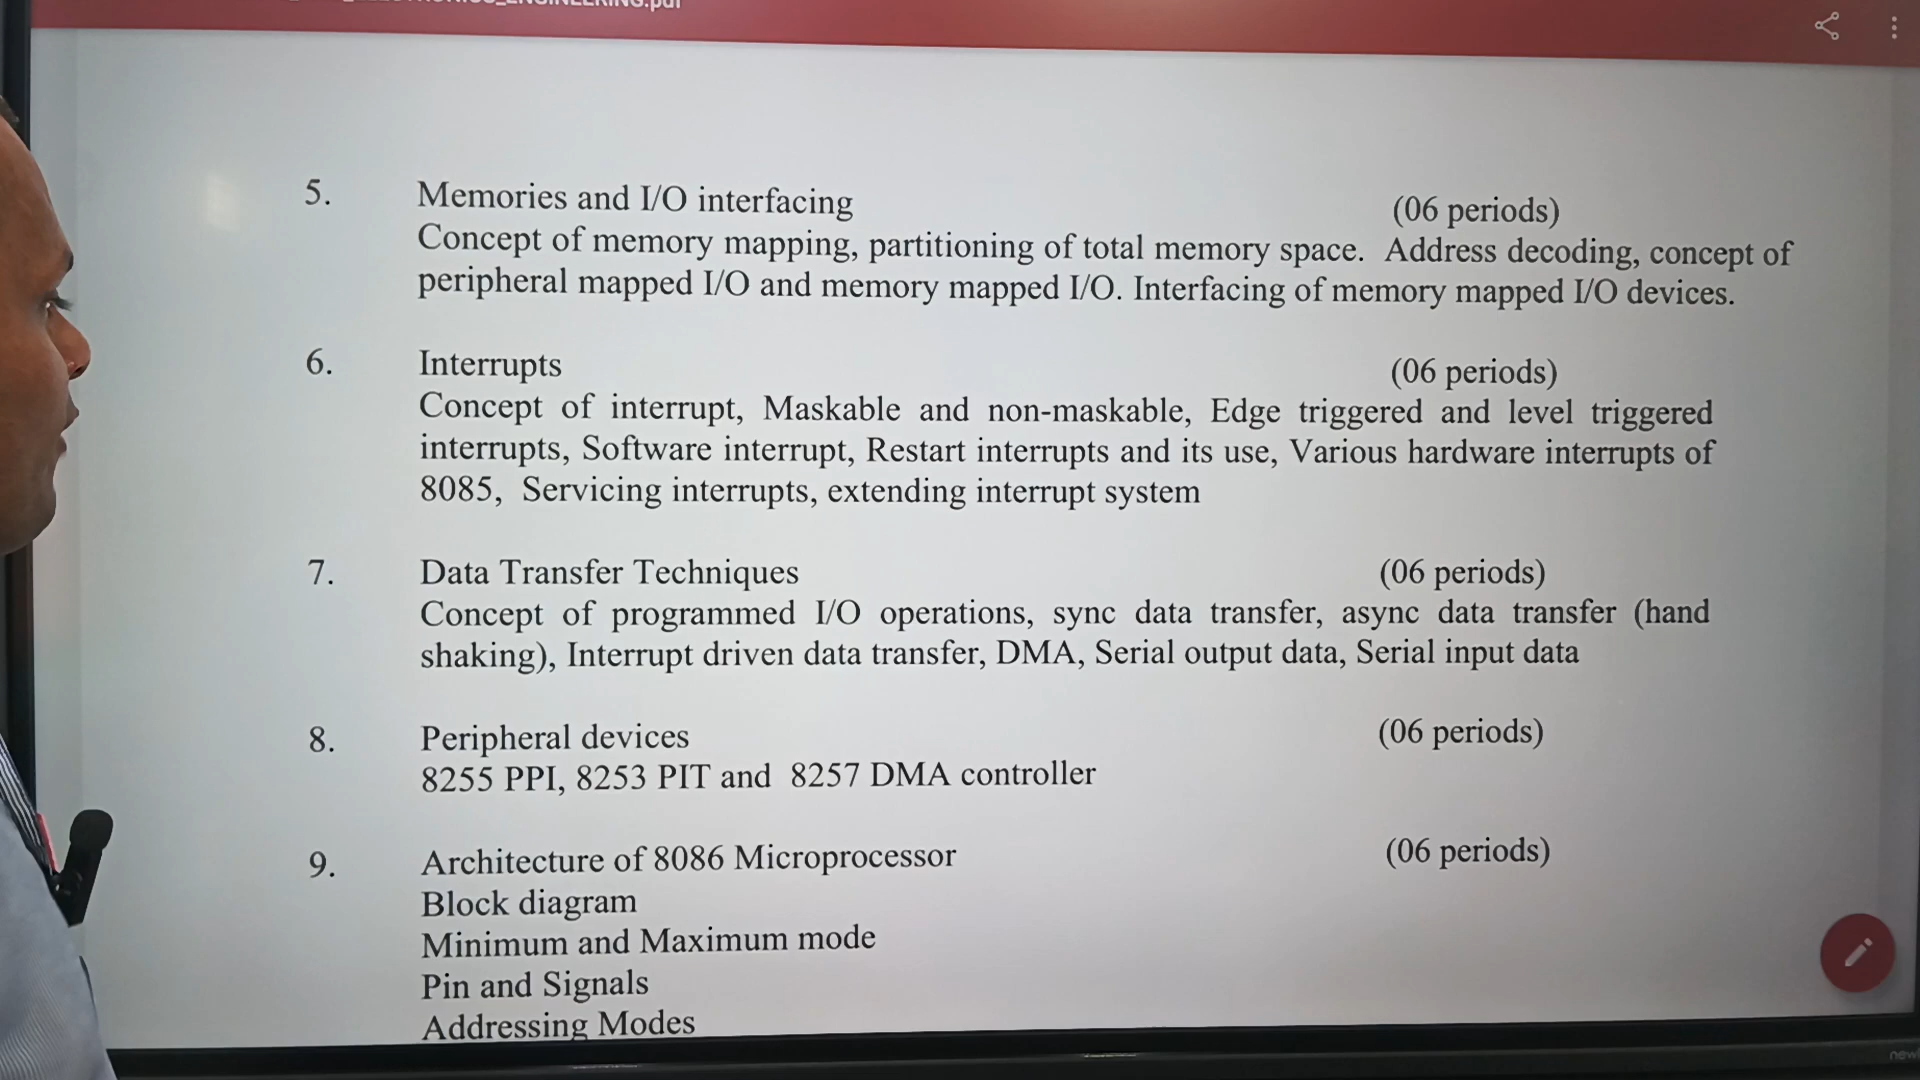 ENGINEERING.pdf
5. Memories and I/O interfacing (06 periods)
Concept of memory mapping, partitioning of total memory space. Address decoding, concept of
peripheral mapped I/O and memory mapped I/O. Interfacing of memory mapped I/O devices.
6. Interrupts (06 periods)
Concept of interrupt, Maskable and non-maskable, Edge triggered and level triggered
interrupts, Software interrupt, Restart interrupts and its use, Various hardware interrupts of
8085, Servicing interrupts, extending interrupt system
7. Data Transfer Techniques (06 periods)
Concept of programmed I/O operations, sync data transfer, async data transfer (hand
shaking), Interrupt driven data transfer, DMA, Serial output data, Serial input data
8. Peripheral devices (06 periods)
8255 PPI, 8253 PIT and 8257 DMA controller
9. Architecture of 8086 Microprocessor (06 periods)
Block diagram
Minimum and Maximum mode
Pin and Signals
Addressing Modes